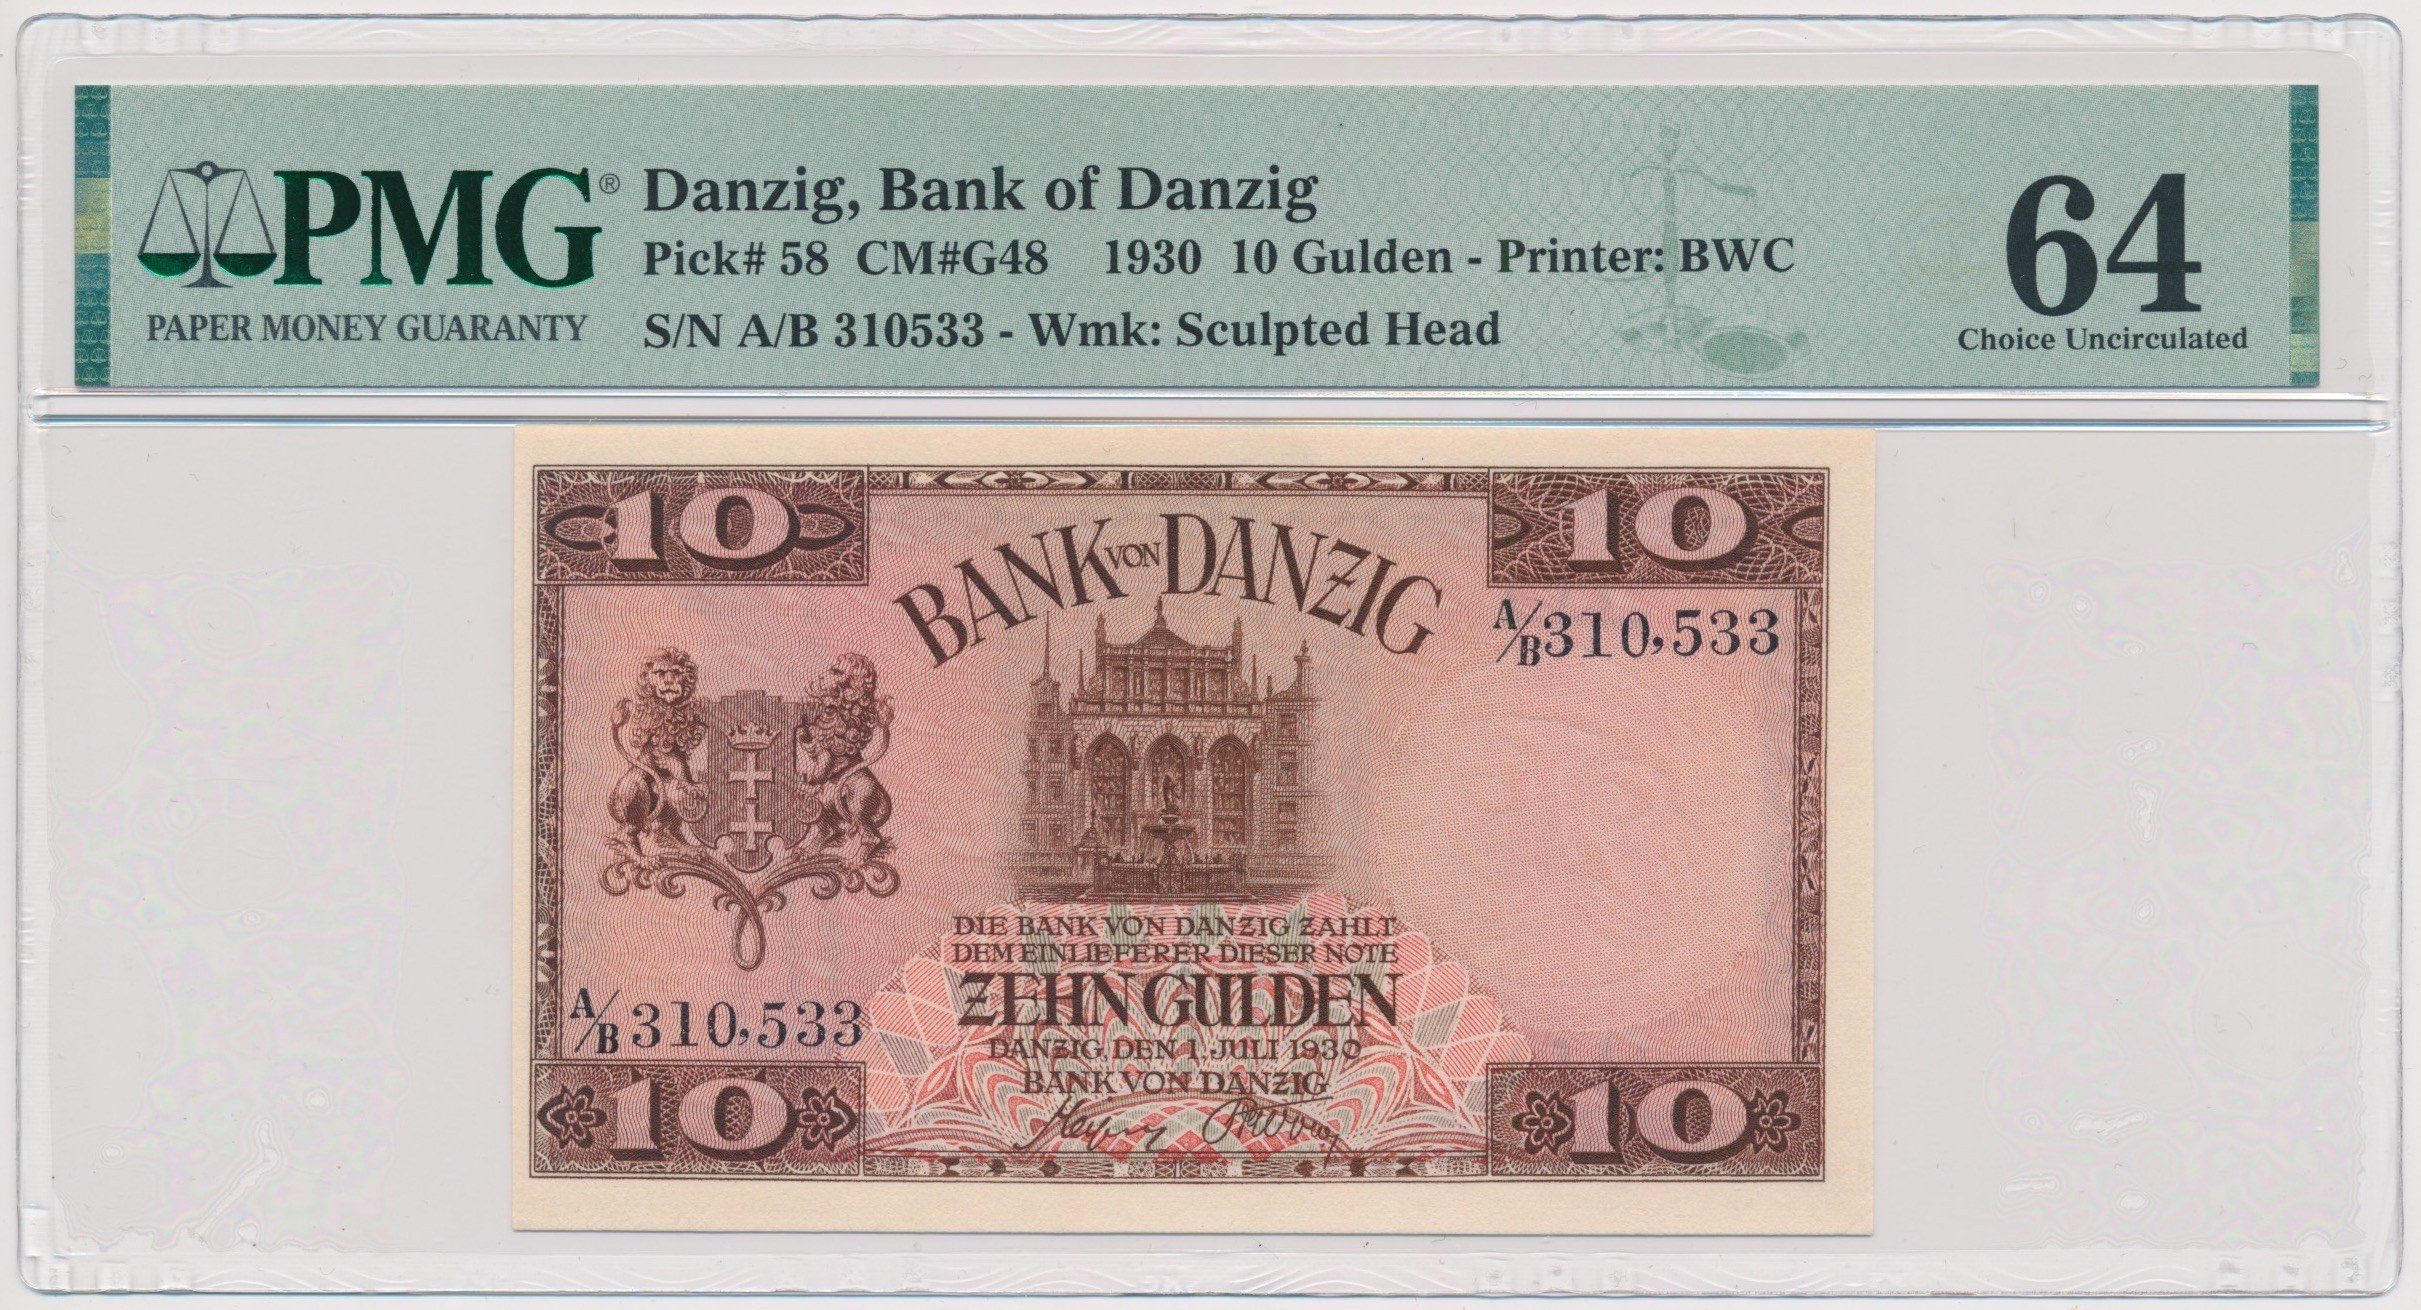 PMG®
PAPER MONEY GUARANTY
Danzig, Bank of Danzig
Pick# 58 CM#G48 1930 10 Gulden - Printer: BWC
S/N A/B 310533 - Wmk: Sculpted Head
64
Choice Uncirculated
10
10
BANK VON DANZIG
A/B 310,533
DIE BANK VON DANZIG ZAHLT
DEM EINLIEFERER DIESER NOTE
ZEHN GULDEN
A/B 310,533
DANZIG, DEN 1. JULI 1930
BANK VON DANZIG
10
10